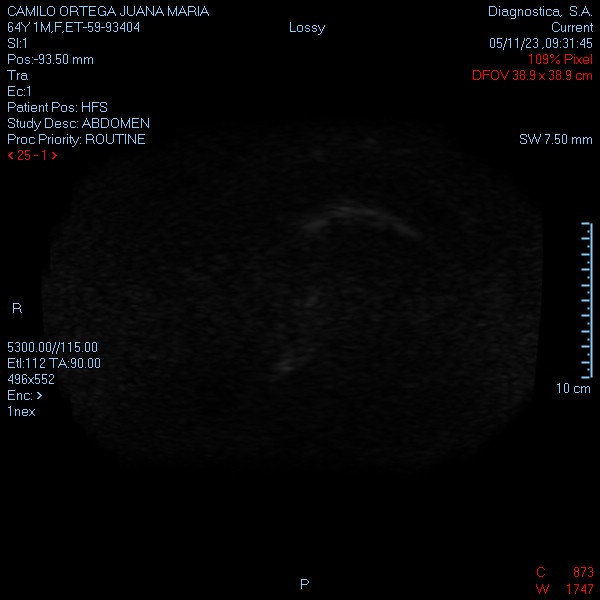 CAMILO ORTEGA JUANA MARIA
64Y 1M,F,ET-59-93404
Sl:1
Pos:-93.50 mm
Tra
Ec:1
Patient Pos: HFS
Study Desc: ABDOMEN
Proc Priority: ROUTINE
< 25 - 1 >
Lossy
Diagnostica, S.A.
Current
05/11/23 ,09:31:45
109% Pixel
DFOV 38.9 x 38.9 cm
SW 7.50 mm
R
10 cm
5300.00//115.00
Etl:112 TA:90.00
496x552
Enc: >
1nex
P
C 873
W 1747